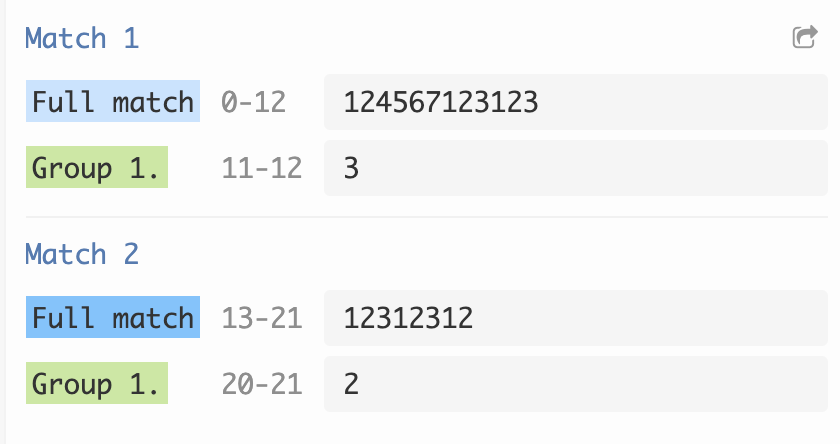 Match 1
Full match 0-12 124567123123
Group 1. 11-12 3
Match 2
Full match 13-21 12312312
Group 1. 20-21 2